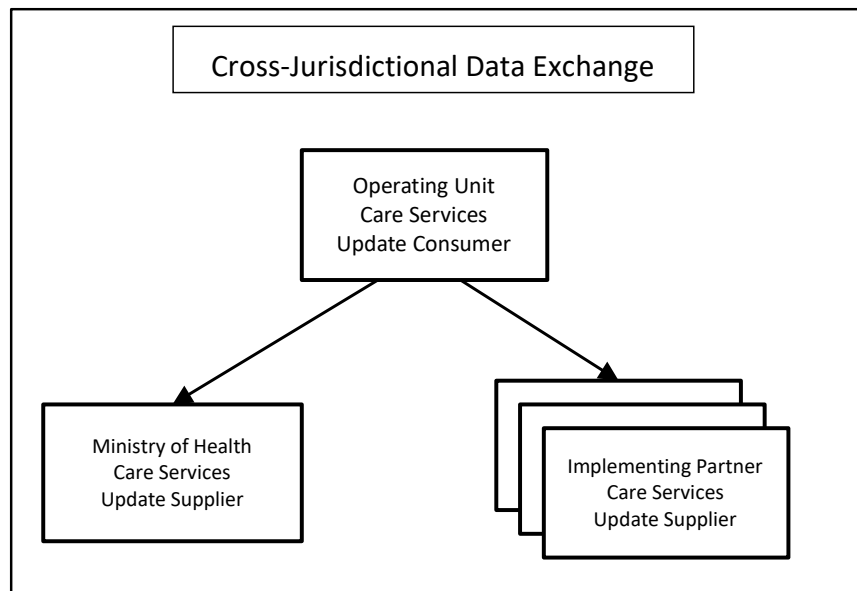 Cross-Jurisdictional Data Exchange
Operating Unit
Care Services
Update Consumer
Ministry of Health
Care Services
Update Supplier
Implementing Partner
Care Services
Update Supplier